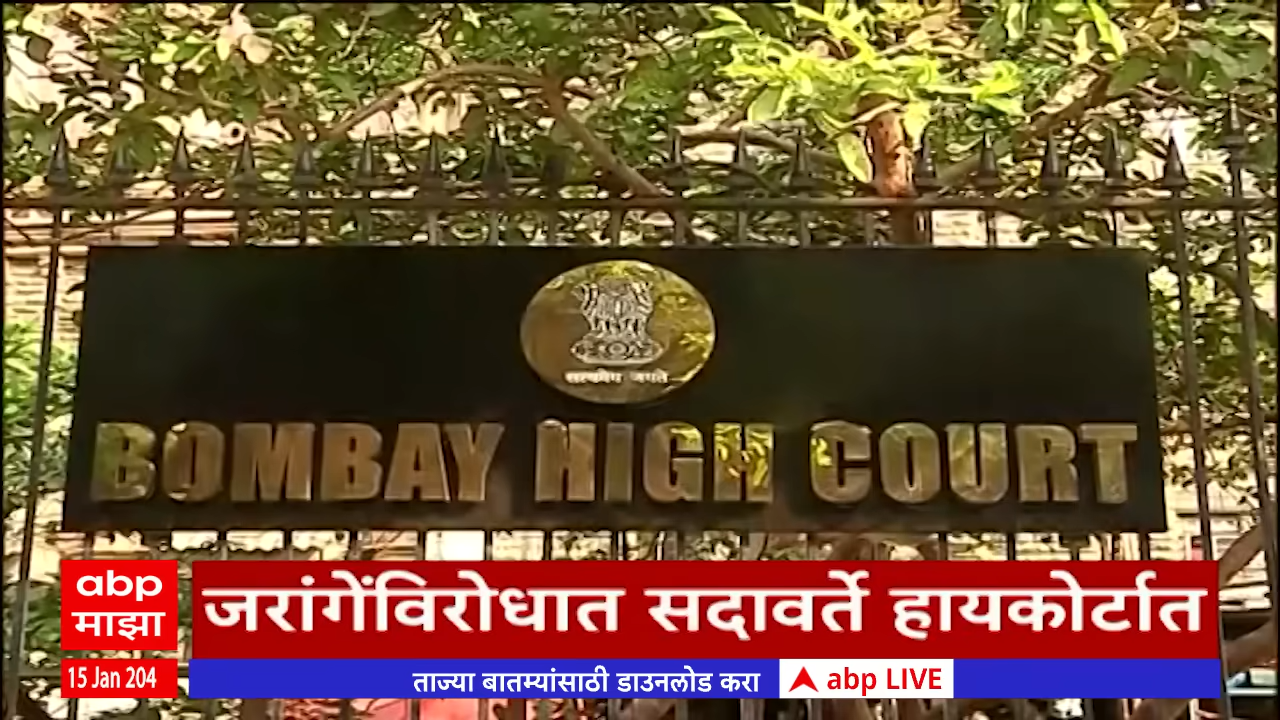 सत्यमेव जयते
BOMBAY HIGH COURT
abp
माझा
जरांगेंविरोधात सदावर्ते हायकोर्टात
15 Jan 204
ताज्या बातम्यांसाठी डाउनलोड करा
abp LIVE